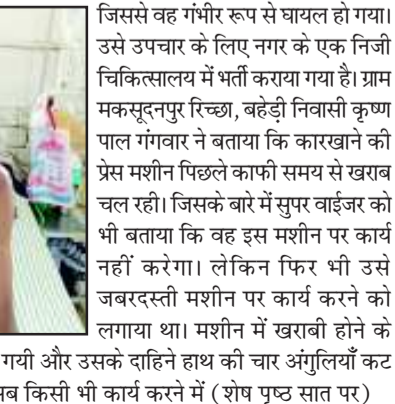 जिससे वह गंभीर रूप से घायल हो गया।
उसे उपचार के लिए नगर के एक निजी
चिकित्सालय में भर्ती कराया गया है। ग्राम
मकसूदनपुर रिच्छा, बहेड़ी निवासी कृष्ण
पाल गंगवार ने बताया कि कारखाने की
प्रेस मशीन पिछले काफी समय से खराब
चल रही। जिसके बारे में सुपर वाईजर को
भी बताया कि वह इस मशीन पर कार्य
नहीं करेगा। लेकिन फिर भी उसे
जबरदस्ती मशीन पर कार्य करने को
लगाया था। मशीन में खराबी होने के
गयी और उसके दाहिने हाथ की चार अंगुलियाँ कट
किसी भी कार्य करने में (शेष पृष्ठ सात पर)